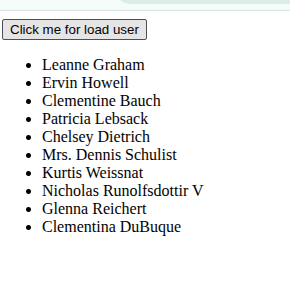 Click me for load user
Leanne Graham
Ervin Howell
Clementine Bauch
Patricia Lebsack
Chelsey Dietrich
Mrs. Dennis Schulist
Kurtis Weissnat
Nicholas Runolfsdottir V
Glenna Reichert
Clementina DuBuque